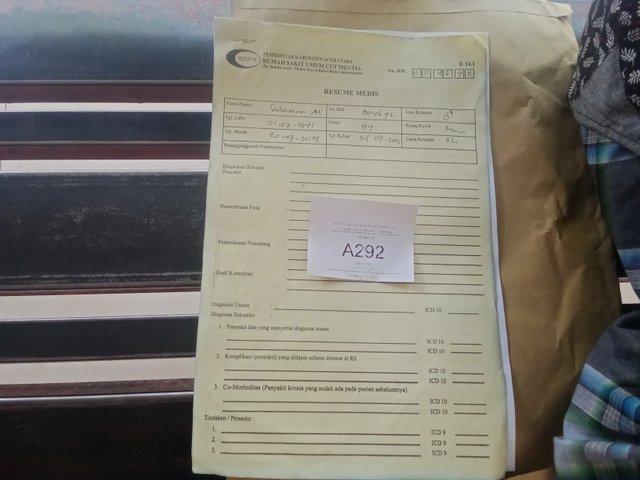 PEMERINTAH KABUPATEN ACEH UTARA
RUMAH SAKIT UMUM CUT MEUTIA
F. 14.1
No. RM
RESUME MEDIS
Nama Pasien No. RM Jenis Kelamin ♂
Tgl. Lahir 01-07-1941 Umur 84 Ruang Rawat
Tgl. Masuk 20-07-2025 Tgl. Keluar 25-07-2025 Lama Rawatan
Penanggungjawab Pembayaran
Ringkasan Riwayat
Penyakit
Pemeriksaan Fisik
Pemeriksaan Penunjang
A292
Hasil Konsultasi
Diagnosa Utama ICD 10
Diagnosa Sekunder
1. Penyakit lain yang menyertai diagnosa utama
ICD 10
ICD 10
2. Komplikasi (penyakit) yang didapat selama dirawat di RS
ICD 10
ICD 10
3. Co-Morbidites (Penyakit kronis yang sudah ada pada pasien sebelumnya)
ICD 10
ICD 10
Tindakan / Prosedur :
1. ICD 9
2. ICD 9
3. ICD 9